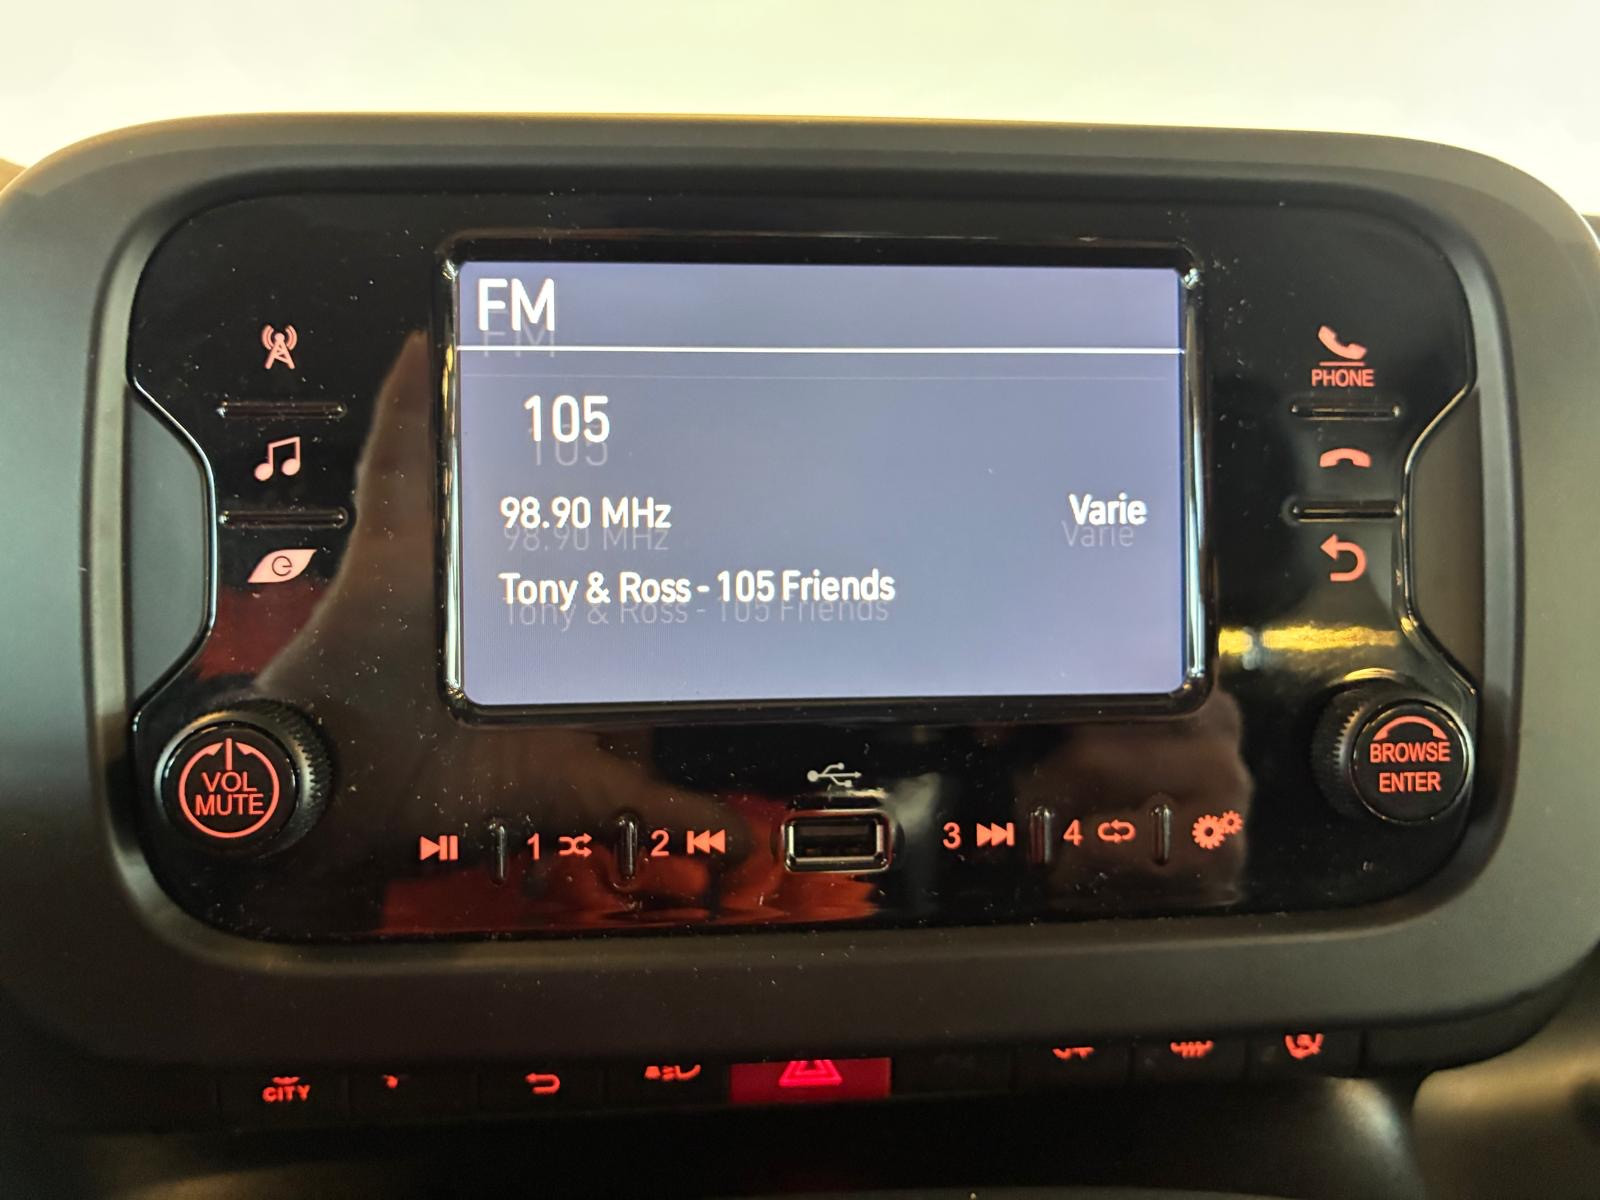 FM
105
98.90 MHz
Varie
Tony & Ross - 105 Friends
PHONE
VOL
MUTE
BROWSE
ENTER
1
2
3
4
CITY